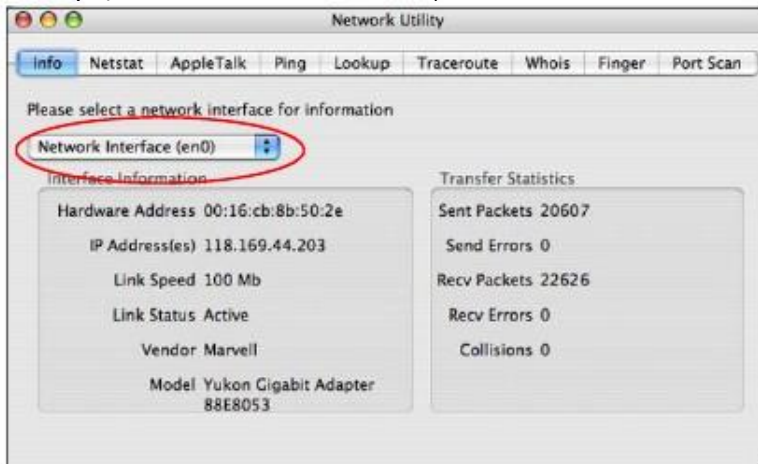 Network Utility
Info Netstat AppleTalk Ping Lookup Traceroute Whois Finger Port Scan
Please select a network interface for information
Network Interface (en0)
Interface Information
Hardware Address 00:16:cb:8b:50:2e
IP Address(es) 118.169.44.203
Link Speed 100 Mb
Link Status Active
Vendor Marvell
Model Yukon Gigabit Adapter
88E8053
Transfer Statistics
Sent Packets 20607
Send Errors 0
Recv Packets 22626
Recv Errors 0
Collisions 0